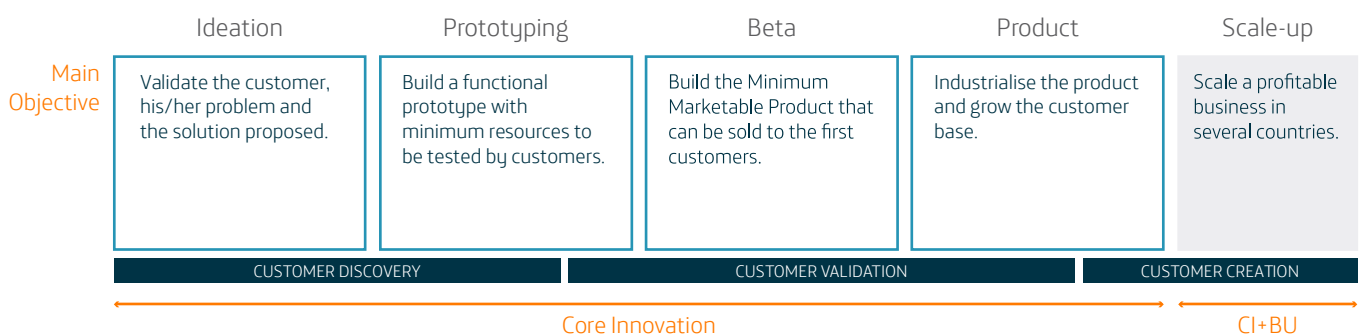 Ideation
Prototyping
Beta
Product
Scale-up
Main
Objective
Validate the customer,
his/her problem and
the solution proposed.
Build a functional
prototype with
minimum resources to
be tested by customers.
Build the Minimum
Marketable Product that
can be sold to the first
customers.
Industrialise the product
and grow the customer
base.
Scale a profitable
business in
several countries.
CUSTOMER DISCOVERY
CUSTOMER VALIDATION
CUSTOMER CREATION
Core Innovation
CI+BU